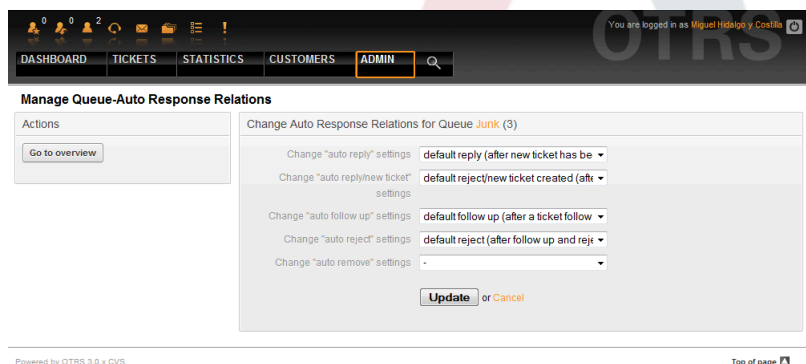 0 0 2
You are logged in as Miguel Hidalgo y Costilla
OTRS
DASHBOARD TICKETS STATISTICS CUSTOMERS ADMIN
Manage Queue-Auto Response Relations
Actions
Go to overview
Change Auto Response Relations for Queue Junk (3)
Change "auto reply" settings default reply (after new ticket has be
Change "auto reply/new ticket" default reject/new ticket created (afte
settings
Change "auto follow up" settings default follow up (after a ticket follow
Change "auto reject" settings default reject (after follow up and reje
Change "auto remove" settings -
Update or Cancel
Powered by OTRS 3.0.x CVS
Top of page